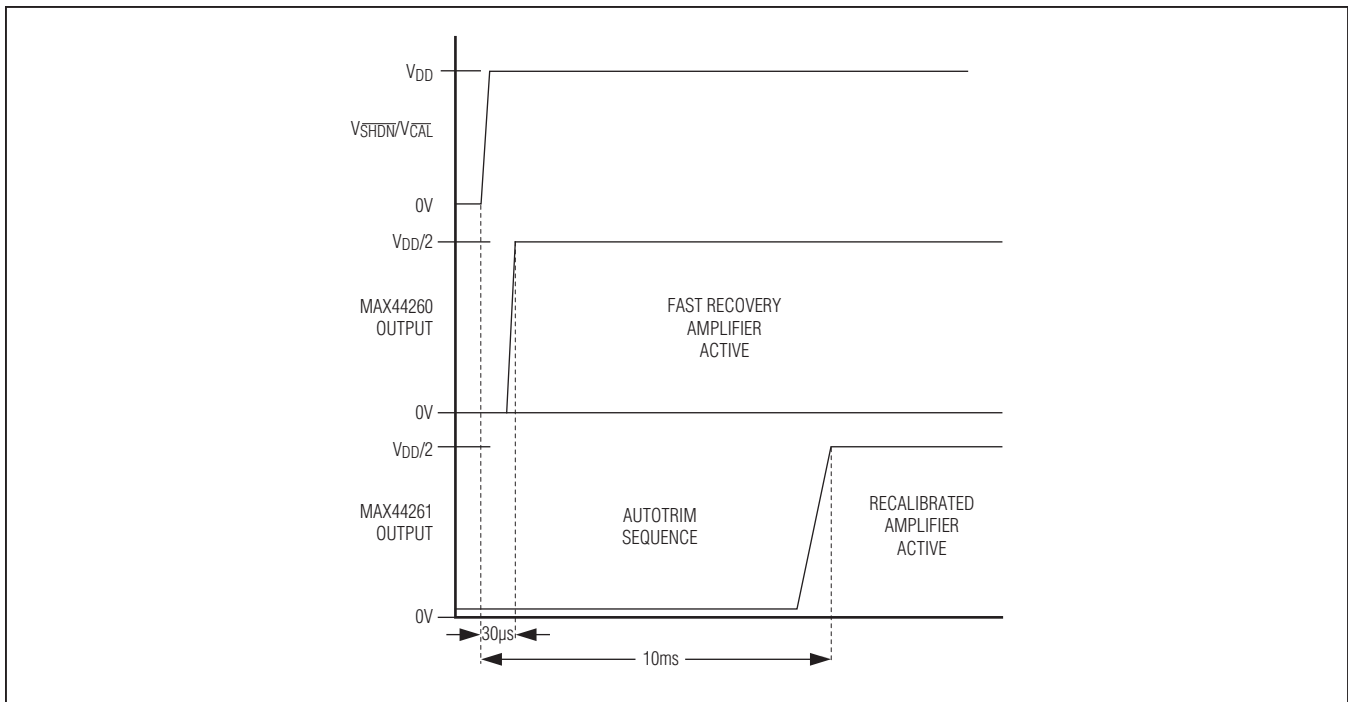 VDD
VSHDN/VCAL
0V
VDD/2
MAX44260
OUTPUT
FAST RECOVERY
AMPLIFIER
ACTIVE
0V
VDD/2
MAX44261
OUTPUT
AUTOTRIM
SEQUENCE
RECALIBRATED
AMPLIFIER
ACTIVE
0V
30µs
10ms